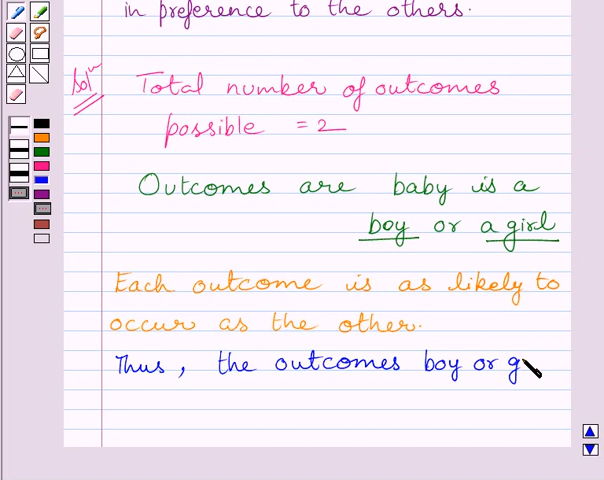 in preference to the others.
Solⁿ
Total number of outcomes
possible = 2
Outcomes are baby is a
boy or a girl
Each outcome is as likely to
occur as the other.
Thus, the outcomes boy or g